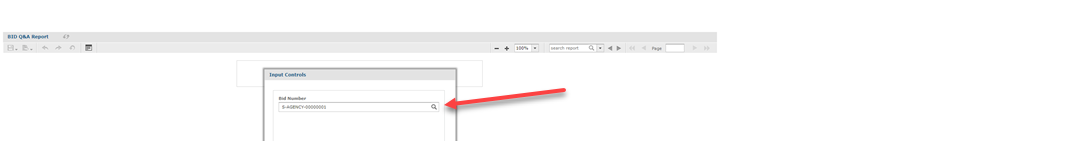 BID Q&A Report
100%
search report
Page
Input Controls
Bid Number
S-AGENCY-00000001